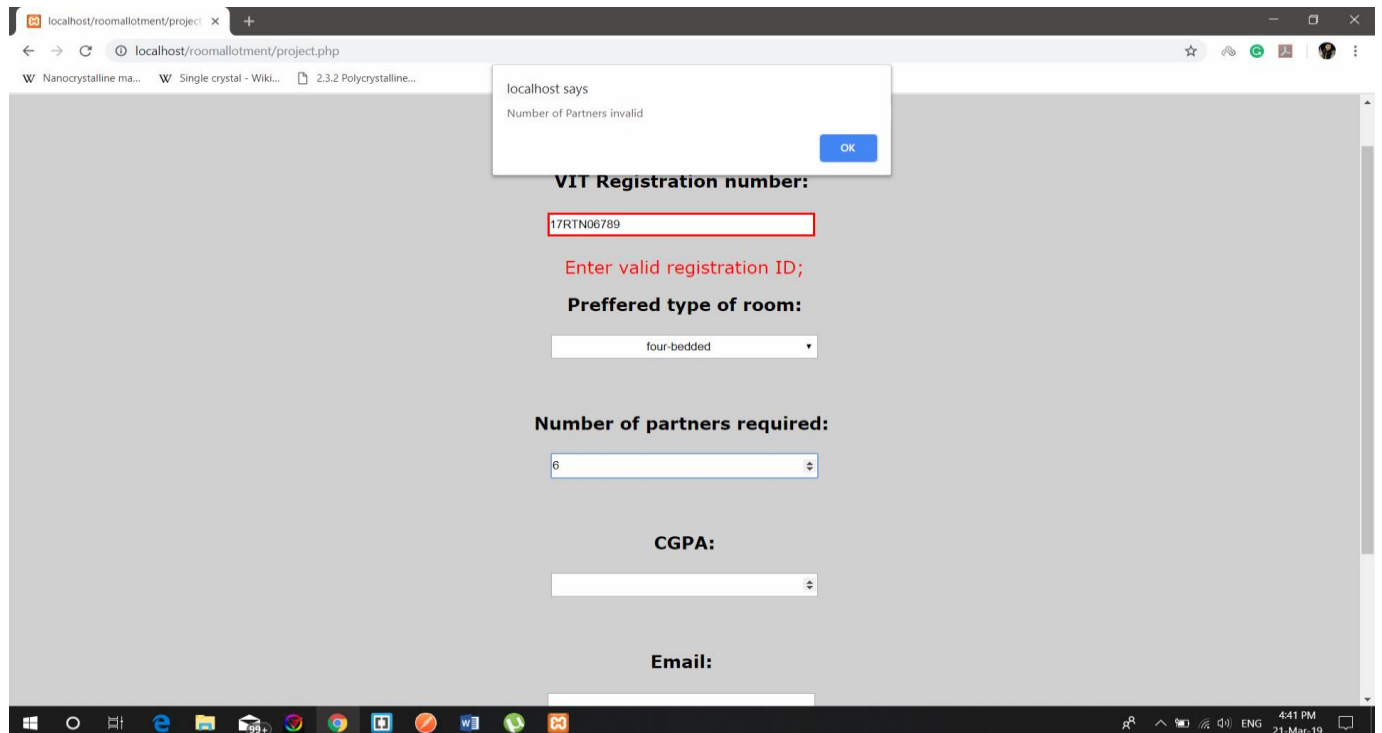 localhost/roomallotment/project
localhost/roomallotment/project.php
Nanocrystalline ma... Single crystal - Wiki... 2.3.2 Polycrystalline...
localhost says
Number of Partners invalid
OK
VIT Registration number:
17RTN06789
Enter valid registration ID;
Preffered type of room:
four-bedded
Number of partners required:
6
CGPA:
Email:
99+
ENG
4:41 PM
21-Mar-19